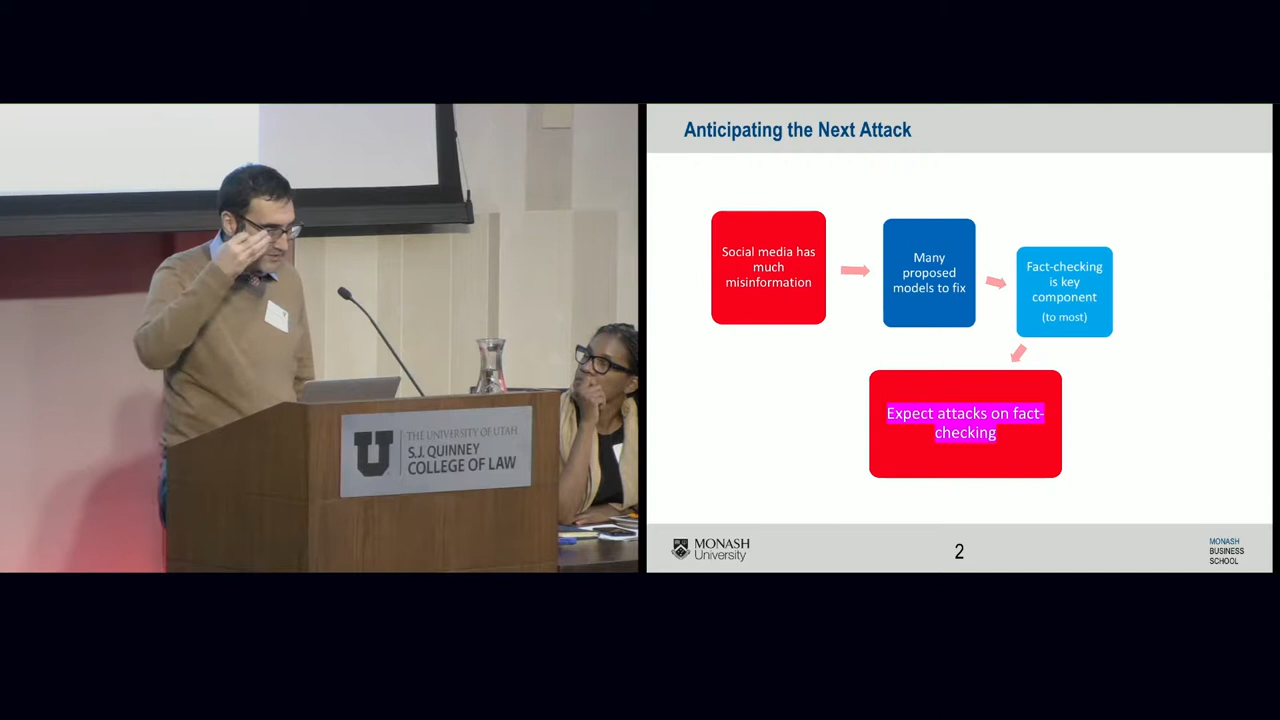 THE UNIVERSITY OF UTAH
S.J. QUINNEY
COLLEGE OF LAW
Anticipating the Next Attack
Social media has
much
misinformation
Many
proposed
models to fix
Fact-checking
is key
component
(to most)
Expect attacks on fact-
checking
MONASH
University
2
MONASH
BUSINESS
SCHOOL